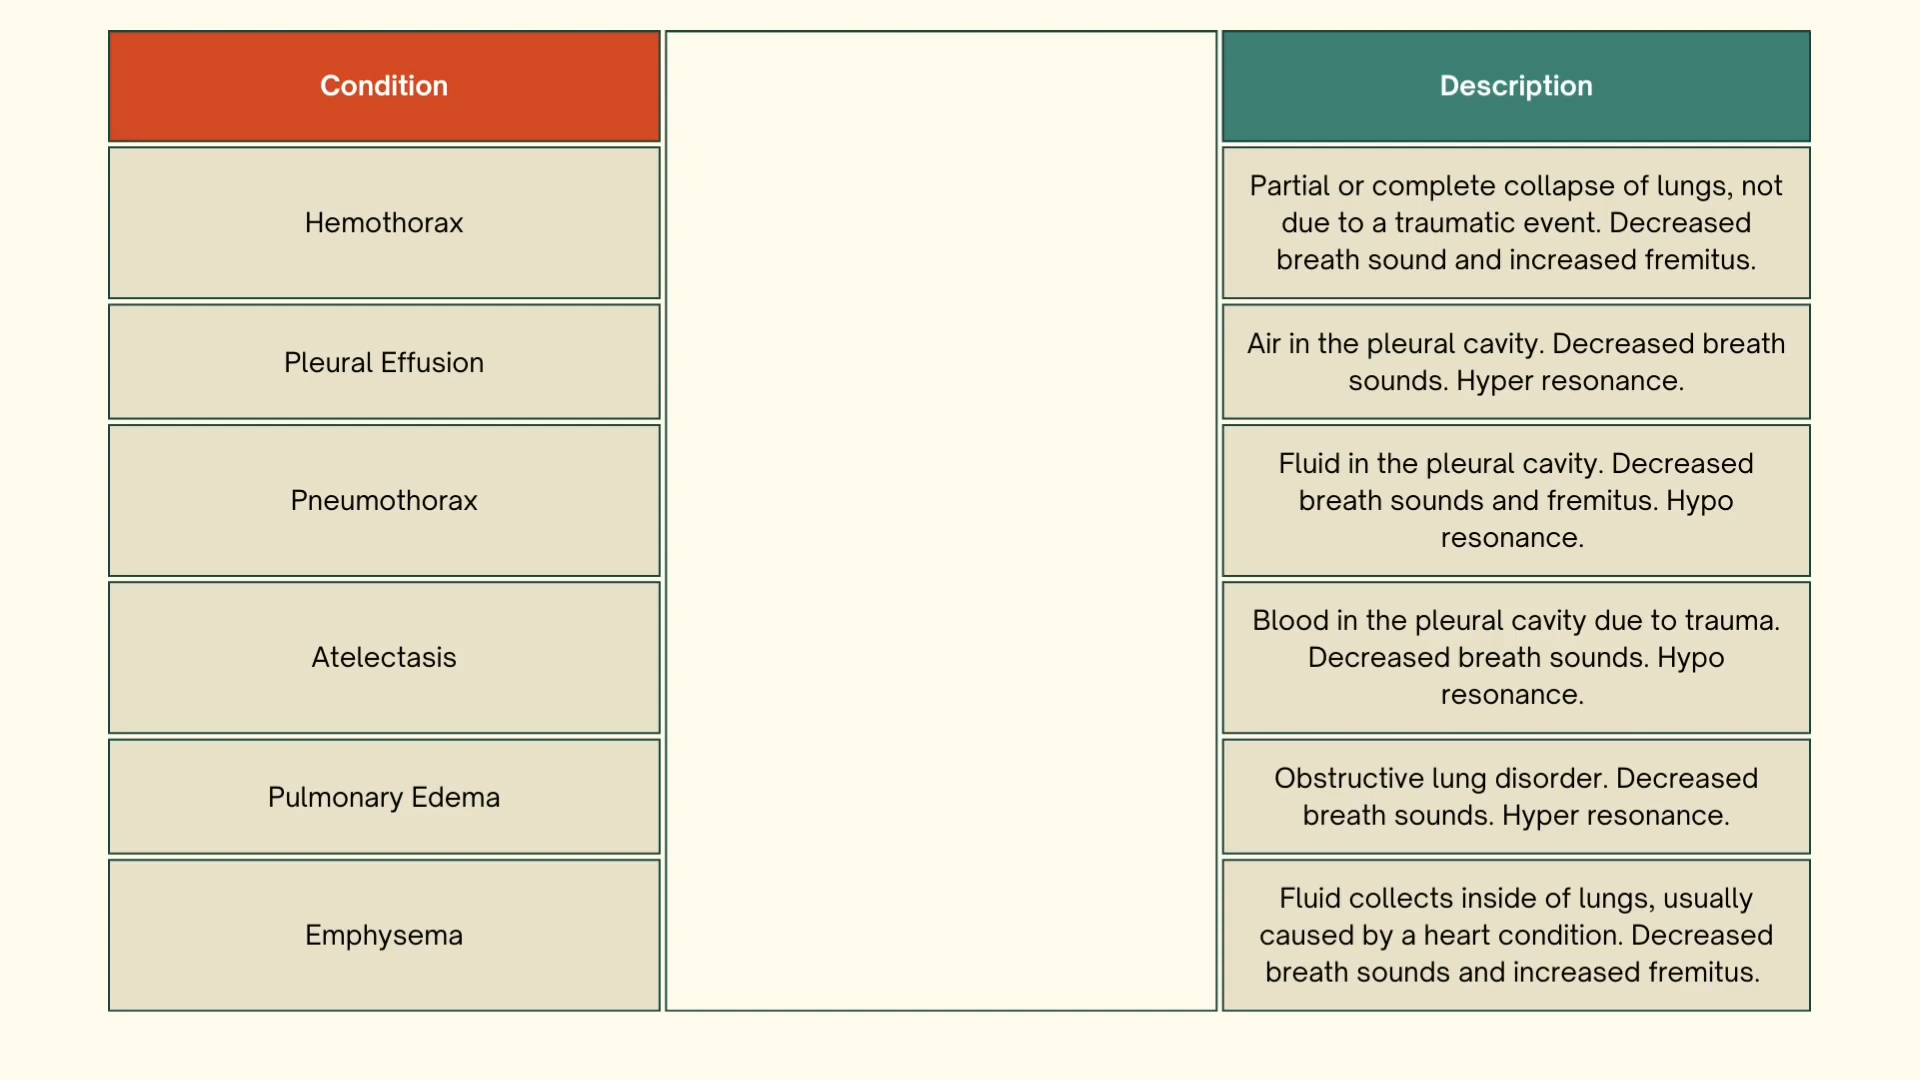 Condition
Description
Hemothorax
Partial or complete collapse of lungs, not
due to a traumatic event. Decreased
breath sound and increased fremitus.
Pleural Effusion
Air in the pleural cavity. Decreased breath
sounds. Hyper resonance.
Pneumothorax
Fluid in the pleural cavity. Decreased
breath sounds and fremitus. Hypo
resonance.
Atelectasis
Blood in the pleural cavity due to trauma.
Decreased breath sounds. Hypo
resonance.
Pulmonary Edema
Obstructive lung disorder. Decreased
breath sounds. Hyper resonance.
Emphysema
Fluid collects inside of lungs, usually
caused by a heart condition. Decreased
breath sounds and increased fremitus.